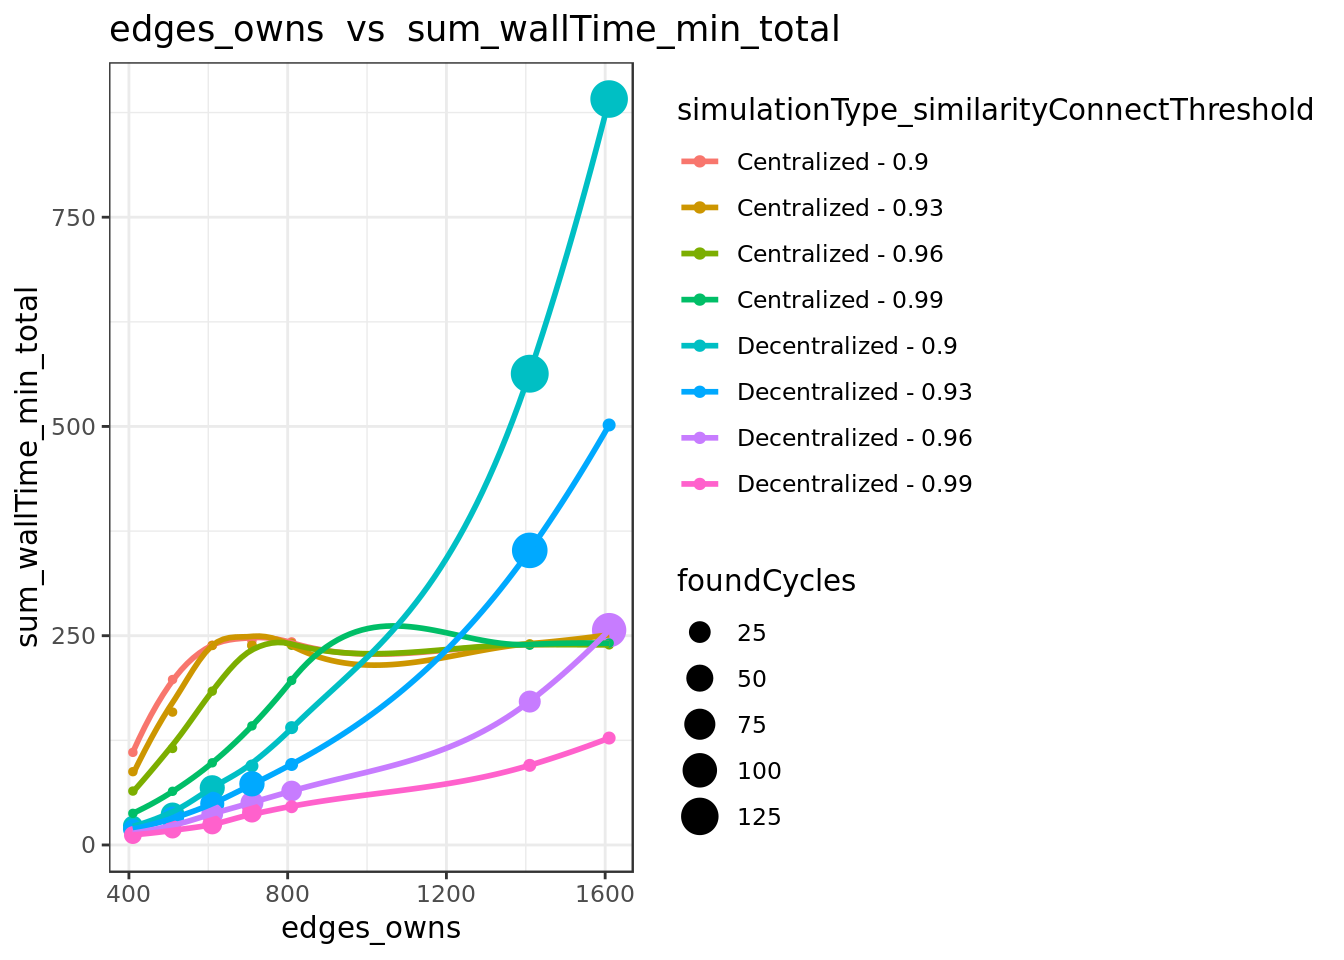 edges_owns  vs  sum_wallTime_min_total
sum_wallTime_min_total
750
500
250
0
400
800
1200
1600
edges_owns
simulationType_similarityConnectThreshold
Centralized - 0.9
Centralized - 0.93
Centralized - 0.96
Centralized - 0.99
Decentralized - 0.9
Decentralized - 0.93
Decentralized - 0.96
Decentralized - 0.99
foundCycles
25
50
75
100
125